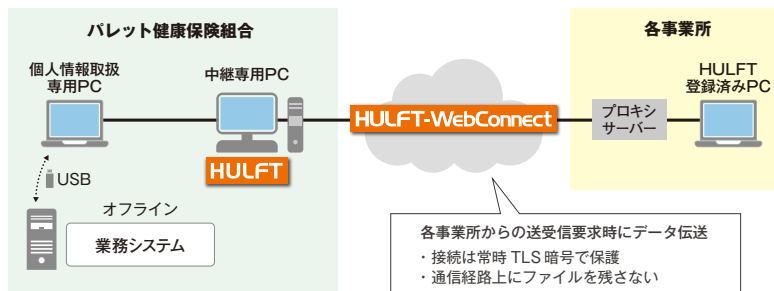 パレット健康保険組合
個人情報取扱
専用PC
中継専用PC
HULFT
USB
オフライン
業務システム
HULFT-WebConnect
各事業所
HULFT
登録済みPC
プロキシ
サーバー
各事業所からの送受信要求時にデータ伝送
・接続は常時 TLS 暗号で保護
・通信経路上にファイルを残さない